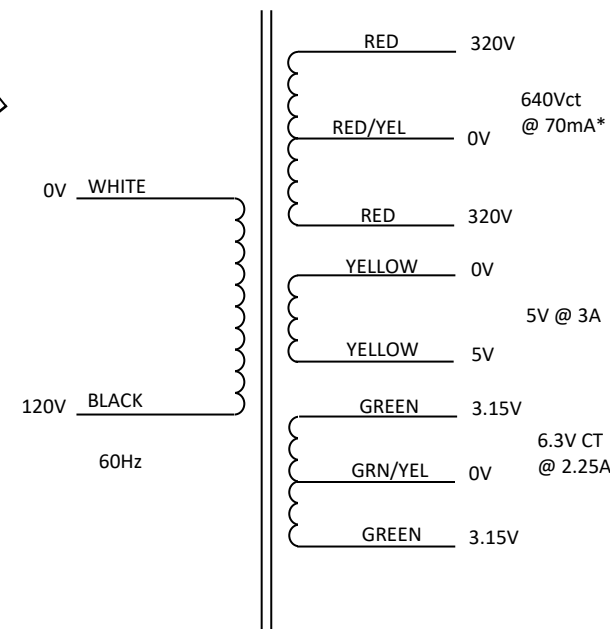 RED 320V
640Vct
@ 70mA*
RED/YEL 0V
0V WHITE
RED 320V
YELLOW 0V
5V @ 3A
YELLOW 5V
120V BLACK
GREEN 3.15V
6.3V CT
@ 2.25A
60Hz
GRN/YEL 0V
GREEN 3.15V